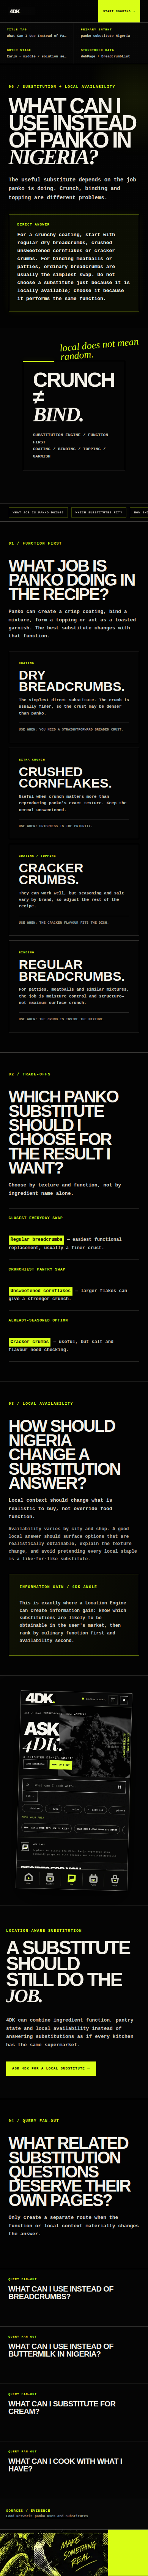 4DK
START COOKING →
TITLE TAG
What Can I Use Instead of Pa…
PRIMARY INTENT
panko substitute Nigeria
ROUTER STAGE
STRUCTURED DATA
WebPage + BreadcrumbList
05 / SUBSTITUTION + LOCAL AVAILABILITY
WHAT CAN I
USE INSTEAD
OF PANKO IN
NIGERIA?
The useful substitute depends on the job
panko is doing. Crunch, binding and
topping are different problems.
DIRECT ANSWER
For a crunchy coating, start with
regular dry breadcrumbs, crushed
unsweetened cornflakes or cracker
crumbs. For binding meatballs or
patties, ordinary breadcrumbs are
usually the simplest swap. Do not
choose a substitute just because it is
locally available; choose it because
it performs the same function.
local does not mean
random.
CRUNCH
≠
BIND.
SUBSTITUTION ENGINE / FUNCTION
FIRST
COATING / BINDING / TOPPING /
GARNISH
WHAT JOB IS PANKO DOING?
WHICH SUBSTITUTES FIT?
01 / FUNCTION FIRST
WHAT JOB IS
PANKO DOING IN
THE RECIPE?
Panko can create a crisp coating, bind a
mixture, form a topping or act as a toasted
garnish. The best substitute changes with
that function.
COATING
DRY
BREADCRUMBS.
The simplest direct substitute. The crumb is
usually finer, so the crust may be denser
than panko.
USE WHEN: YOU NEED A STRAIGHTFORWARD BREADED CRUST.
EXTRA CRUNCH
CRUSHED
CORNFLAKES.
Useful when crunch matters more than
reproducing panko's exact texture. Keep the
cereal unsweetened.
USE WHEN: CRISPNESS IS THE PRIORITY.
COATING / TOPPING
CRACKER
CRUMBS.
They can work well, but seasoning and salt
vary by brand, so adjust the rest of the
recipe.
USE WHEN: THE CRACKER FLAVOUR FITS THE DISH.
BINDING
REGULAR
BREADCRUMBS.
For patties, meatballs and similar mixtures,
the job is moisture control and structure—
not maximum surface crunch.
USE WHEN: THE CRUMB IS INSIDE THE MIXTURE.
02 / TRADE-OFFS
WHICH PANKO
SUBSTITUTE
SHOULD I
CHOOSE FOR
THE RESULT I
WANT?
Choose by texture and function, not by
ingredient name alone.
CLOSEST EVERYDAY SWAP
Regular breadcrumbs — easiest functional
replacement, usually a finer crust.
CRUNCHIEST PANTRY SWAP
Unsweetened cornflakes — larger flakes can
give a stronger crunch.
ALREADY-SEASONED OPTION
Cracker crumbs — useful, but salt and
flavour need checking.
03 / LOCAL AVAILABILITY
HOW SHOULD
NIGERIA
CHANGE A
SUBSTITUTION
ANSWER?
Local context should change what is
realistic to buy, not override food
function.
Availability varies by city and shop. A good
local answer should surface options that are
realistically obtainable, explain the texture
change, and avoid pretending every local staple
is a like-for-like substitute.
INFORMATION GAIN / 4DK ANGLE
This is exactly where a Location Engine
can create information gain: know which
substitutions are likely to be
obtainable in the user's market, then
rank by culinary function first and
availability second.
4DK.
ASK
4DK.
LOCATION-AWARE SUBSTITUTION
A SUBSTITUTE
SHOULD
STILL DO THE
JOB.
4DK can combine ingredient function, pantry
state and local availability instead of
answering substitutions as if every kitchen
has the same supermarket.
ASK 4DK FOR A LOCAL SUBSTITUTE →
04 / QUERY FAN-OUT
WHAT RELATED
SUBSTITUTION
QUESTIONS
DESERVE THEIR
OWN PAGES?
Only create a separate route when the
function or local context materially changes
the answer.
QUERY FAN-OUT
WHAT CAN I USE INSTEAD OF
BREADCRUMBS?
QUERY FAN-OUT
WHAT CAN I USE INSTEAD OF
BUTTERMILK IN NIGERIA?
QUERY FAN-OUT
WHAT CAN I SUBSTITUTE FOR
CREAM?
QUERY FAN-OUT
WHAT CAN I COOK WITH WHAT I
HAVE?
SOURCES / EVIDENCE
Food Network: panko uses and substitutes
MAKE
SOMETHING
REAL.